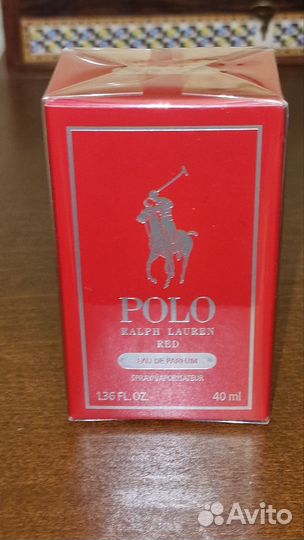 POLO
RALPH LAUREN
RED
EAU DE PARFUM
SPRAY/VAPORISATEUR
1.36 FL. OZ. 40 ml
Avito